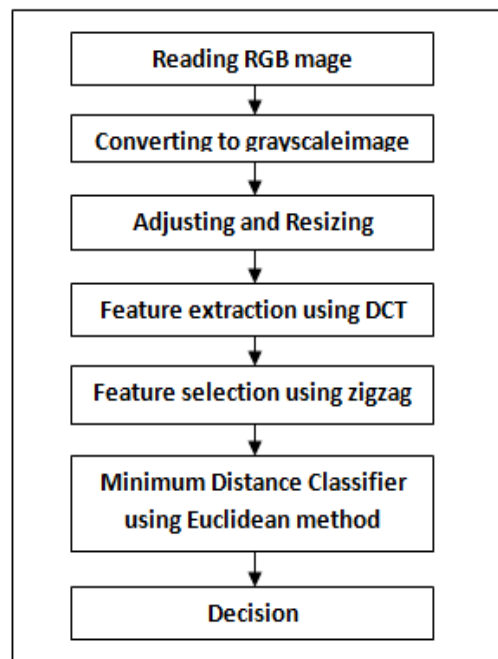 Reading RGB mage
Converting to grayscaleimage
Adjusting and Resizing
Feature extraction using DCT
Feature selection using zigzag
Minimum Distance Classifier
using Euclidean method
Decision